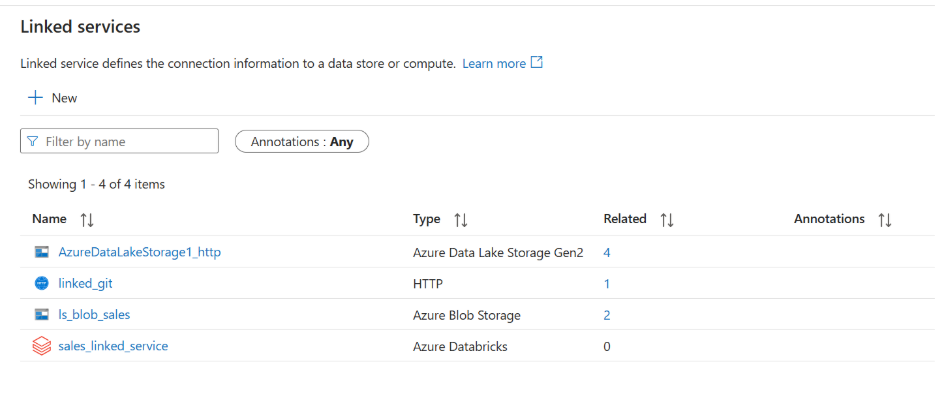 Linked services
Linked service defines the connection information to a data store or compute. Learn more
New
Filter by name
Annotations : Any
Showing 1 - 4 of 4 items
Name Type Related Annotations
AzureDataLakeStorage1_http Azure Data Lake Storage Gen2 4
linked_git HTTP 1
ls_blob_sales Azure Blob Storage 2
sales_linked_service Azure Databricks 0